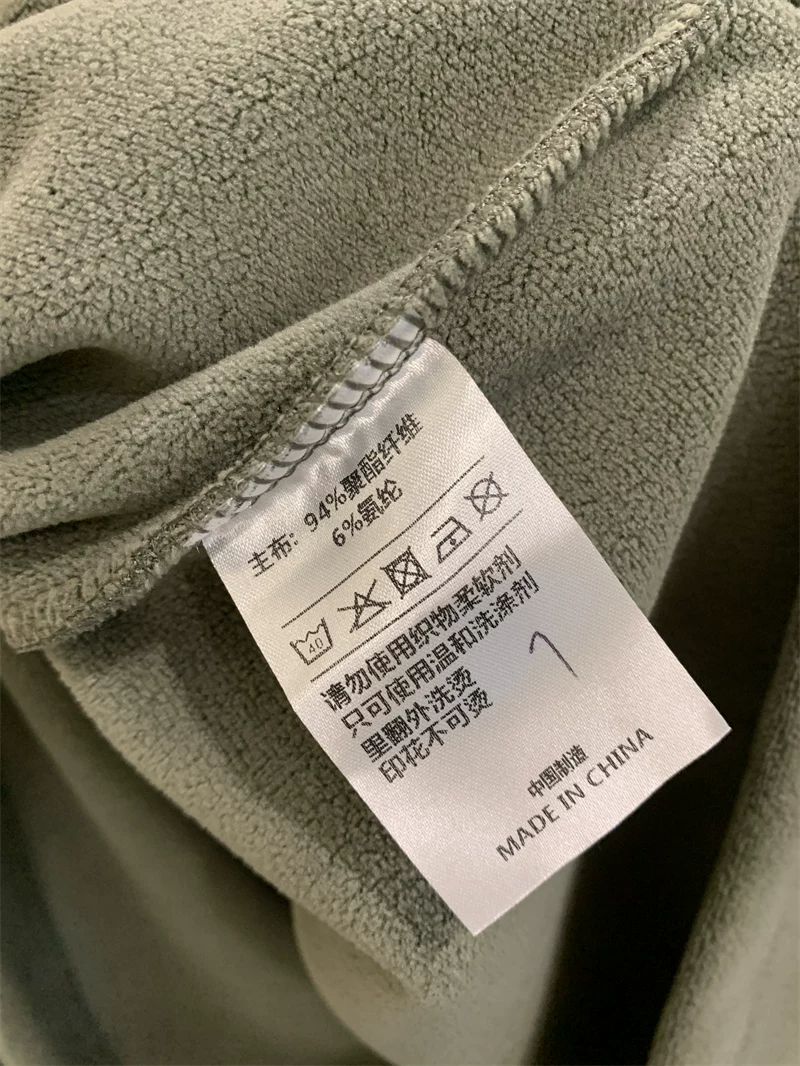 主布：94%聚酯纤维
6%氨纶
40
请勿使用织物柔软剂
只可使用温和洗涤剂
里翻外洗烫
印花不可烫
中国制造
MADE IN CHINA